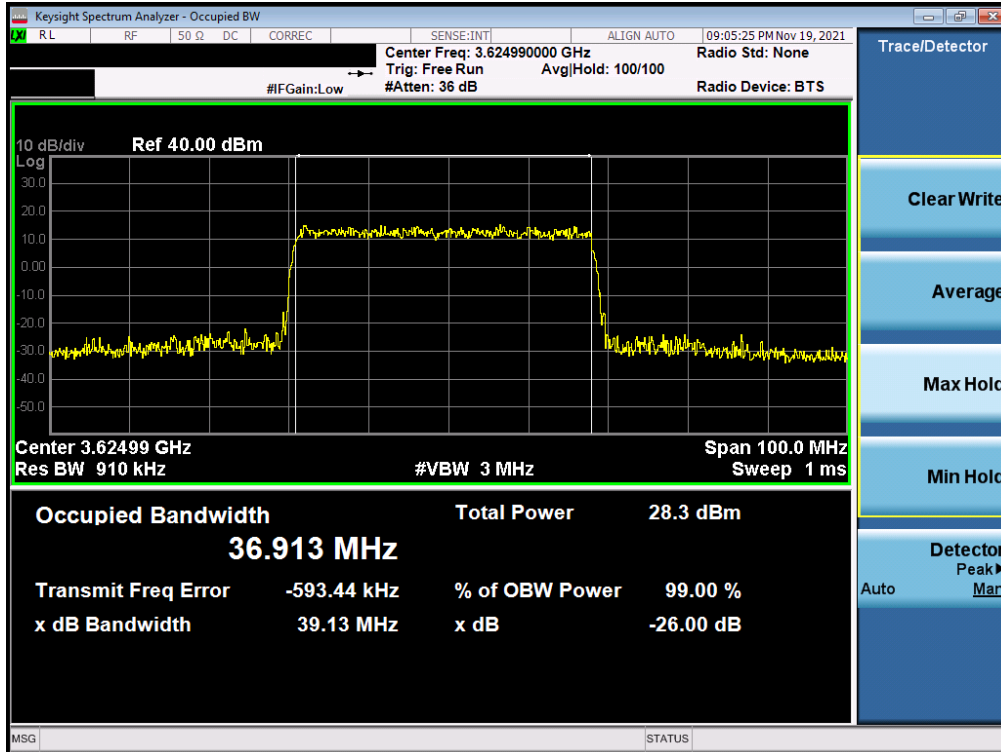 Keysight Spectrum Analyzer - Occupied BW
LXI RL RF 50 Ω DC CORREC SENSE:INT ALIGN AUTO 09:05:25 PM Nov 19, 2021
Center Freq: 3.624990000 GHz Radio Std: None
Trig: Free Run Avg|Hold: 100/100
#IFGain:Low #Atten: 36 dB Radio Device: BTS
10 dB/div Ref 40.00 dBm
Log
30.0
20.0
10.0
0.00
-10.0
-20.0
-30.0
-40.0
-50.0
Center 3.62499 GHz Span 100.0 MHz
Res BW 910 kHz #VBW 3 MHz Sweep 1 ms
Occupied Bandwidth Total Power 28.3 dBm
36.913 MHz
Transmit Freq Error -593.44 kHz % of OBW Power 99.00 %
x dB Bandwidth 39.13 MHz x dB -26.00 dB
MSG STATUS
Trace/Detector
Clear Write
Average
Max Hold
Min Hold
Detector
Peak▶
Auto Man